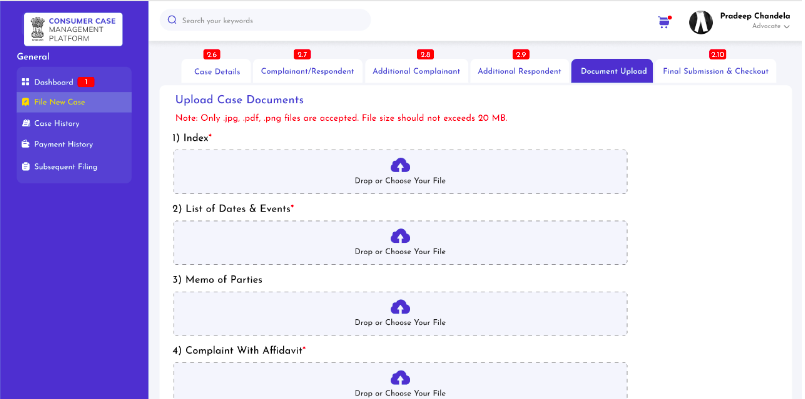 CONSUMER CASE
MANAGEMENT
PLATFORM
Search your keywords
Pradeep Chandela
Advocate
General
Dashboard 1
File New Case
Case History
Payment History
Subsequent Filing
2.6 2.7 2.8 2.9 2.10
Case Details Complainant/Respondent Additional Complainant Additional Respondent Document Upload Final Submission & Checkout
Upload Case Documents
Note: Only .jpg, .pdf, .png files are accepted. File size should not exceeds 20 MB.
1) Index*
Drop or Choose Your File
2) List of Dates & Events*
Drop or Choose Your File
3) Memo of Parties
Drop or Choose Your File
4) Complaint With Affidavit*
Drop or Choose Your File